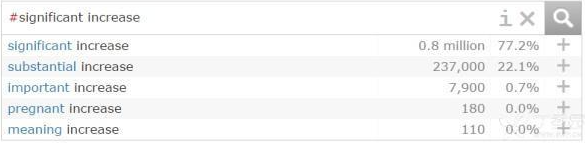 #significant increase
significant increase 0.8 million 77.2% +
substantial increase 237,000 22.1% +
important increase 7,900 0.7% +
pregnant increase 180 0.0% +
meaning increase 110 0.0% +